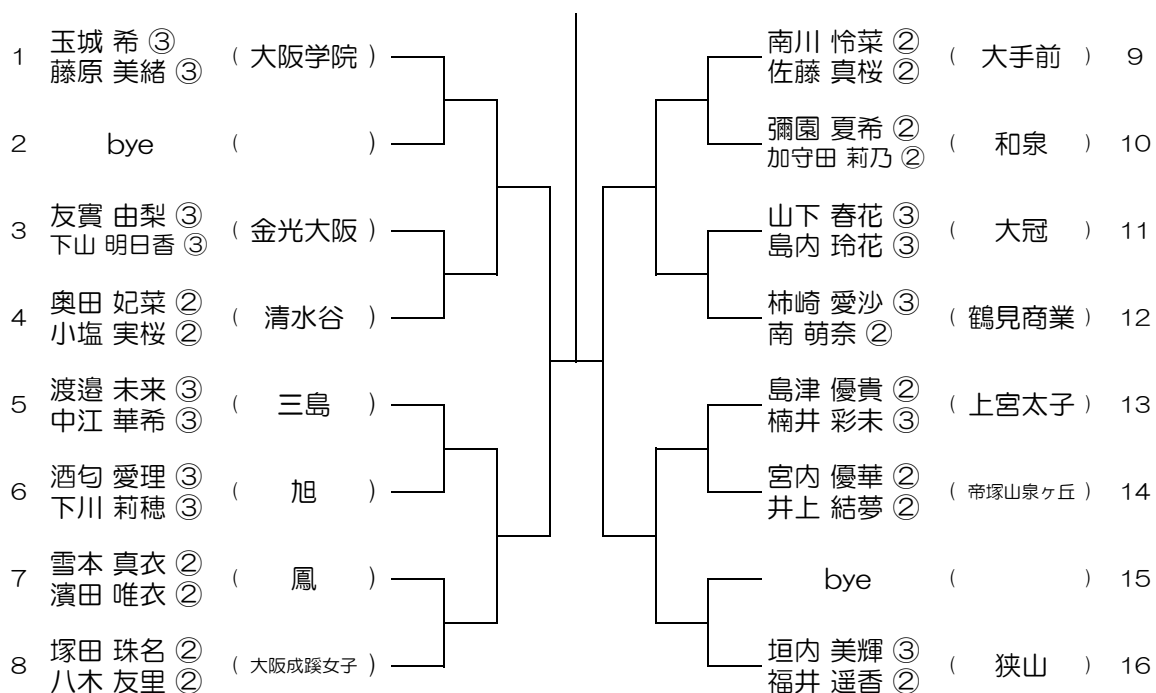 1 玉城 希 ③
藤原 美緒 ③ ( 大阪学院 )
2 bye ( )
3 友實 由梨 ③
下山 明日香 ③ ( 金光大阪 )
4 奥田 妃菜 ②
小塩 実桜 ② ( 清水谷 )
5 渡邉 未来 ③
中江 華希 ③ ( 三島 )
6 酒匂 愛理 ③
下川 莉穂 ③ ( 旭 )
7 雪本 真衣 ②
濱田 唯衣 ② ( 鳳 )
8 塚田 珠名 ②
八木 友里 ② ( 大阪成蹊女子 )
南川 怜菜 ②
佐藤 真桜 ② ( 大手前 ) 9
彌園 夏希 ②
加守田 莉乃 ② ( 和泉 ) 10
山下 春花 ③
島内 玲花 ③ ( 大冠 ) 11
柿崎 愛沙 ③
南 萌奈 ② ( 鶴見商業 ) 12
島津 優貴 ②
楠井 彩未 ③ ( 上宮太子 ) 13
宮内 優華 ②
井上 結夢 ② ( 帝塚山泉ヶ丘 ) 14
bye ( ) 15
垣内 美輝 ③
福井 遥香 ② ( 狭山 ) 16